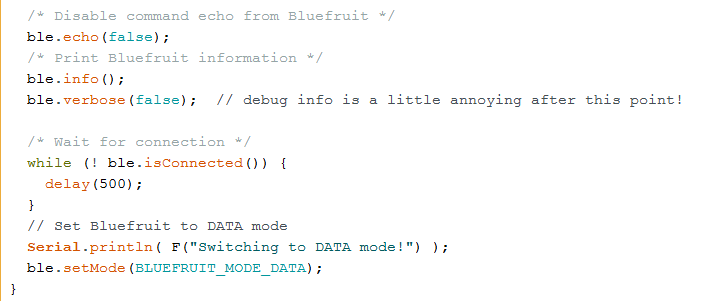 /* Disable command echo from Bluefruit */
ble.echo(false);
/* Print Bluefruit information */
ble.info();
ble.verbose(false);  // debug info is a little annoying after this point!
/* Wait for connection */
while (! ble.isConnected()) {
delay(500);
}
// Set Bluefruit to DATA mode
Serial.println( F("Switching to DATA mode!") );
ble.setMode(BLUEFRUIT_MODE_DATA);
}